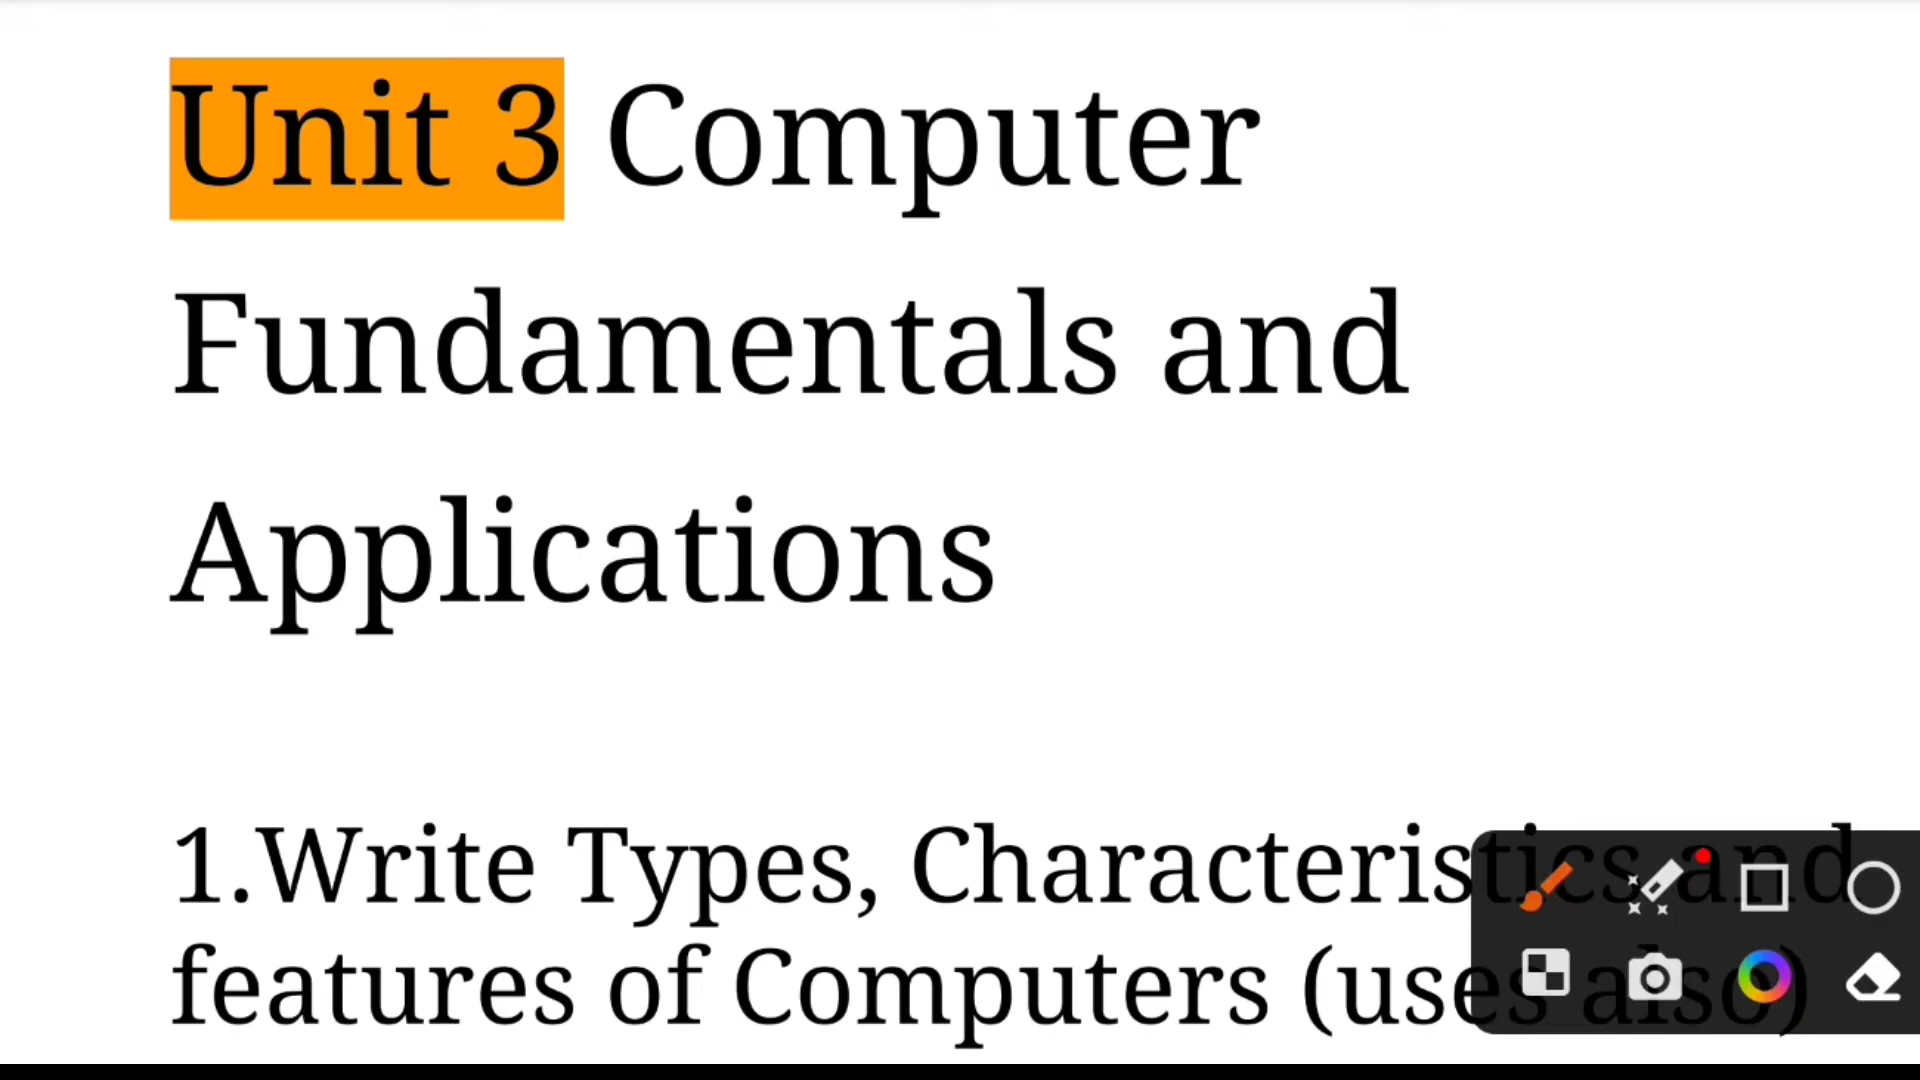 Unit 3 Computer
Fundamentals and
Applications
1.Write Types, Characteristics and
features of Computers (uses also)